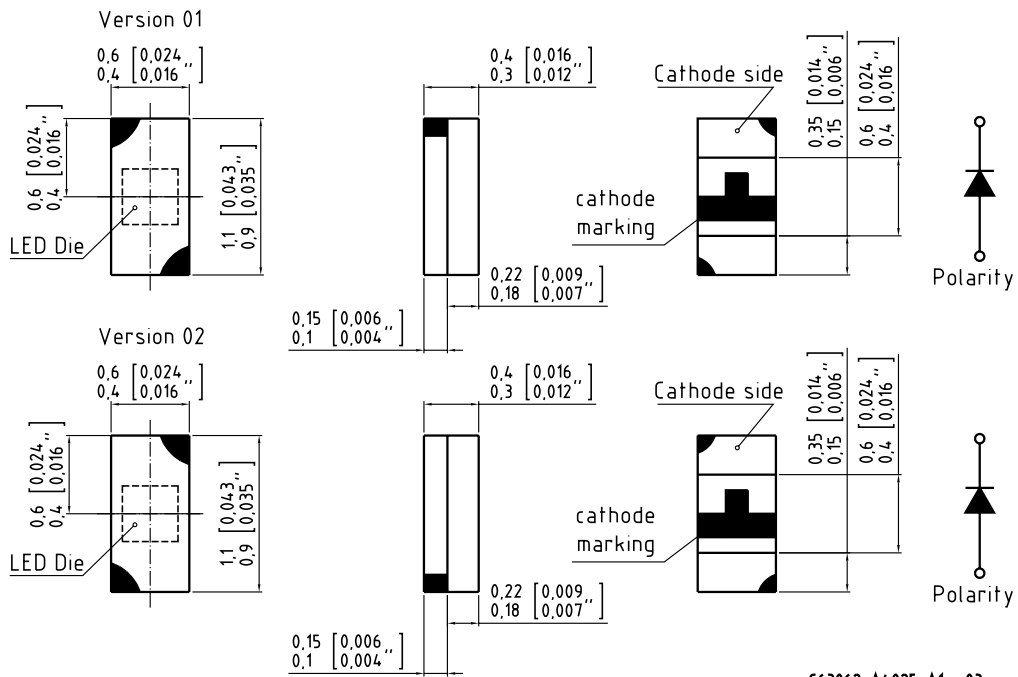 Version 01
0,6 [0,024
0,4 [0,016 ,,]
0,4 [0,016
0,3 [0,012 ,,]
Cathode side
0,35 [0,014
0,15 [0,006 ,,]
0,6 [0,024
0,4 [0,016 ,,]
0,6 [0,024
0,4 [0,016 ,,]
1,1 [0,043
0,9 [0,035 ,,]
LED Die
cathode
marking
Polarity
0,22 [0,009
0,18 [0,007 ,,]
0,15 [0,006
0,1 [0,004 ,,]
Version 02
0,6 [0,024
0,4 [0,016 ,,]
0,4 [0,016
0,3 [0,012 ,,]
Cathode side
0,35 [0,014
0,15 [0,006 ,,]
0,6 [0,024
0,4 [0,016 ,,]
0,6 [0,024
0,4 [0,016 ,,]
1,1 [0,043
0,9 [0,035 ,,]
LED Die
cathode
marking
Polarity
0,22 [0,009
0,18 [0,007 ,,]
0,15 [0,006
0,1 [0,004 ,,]